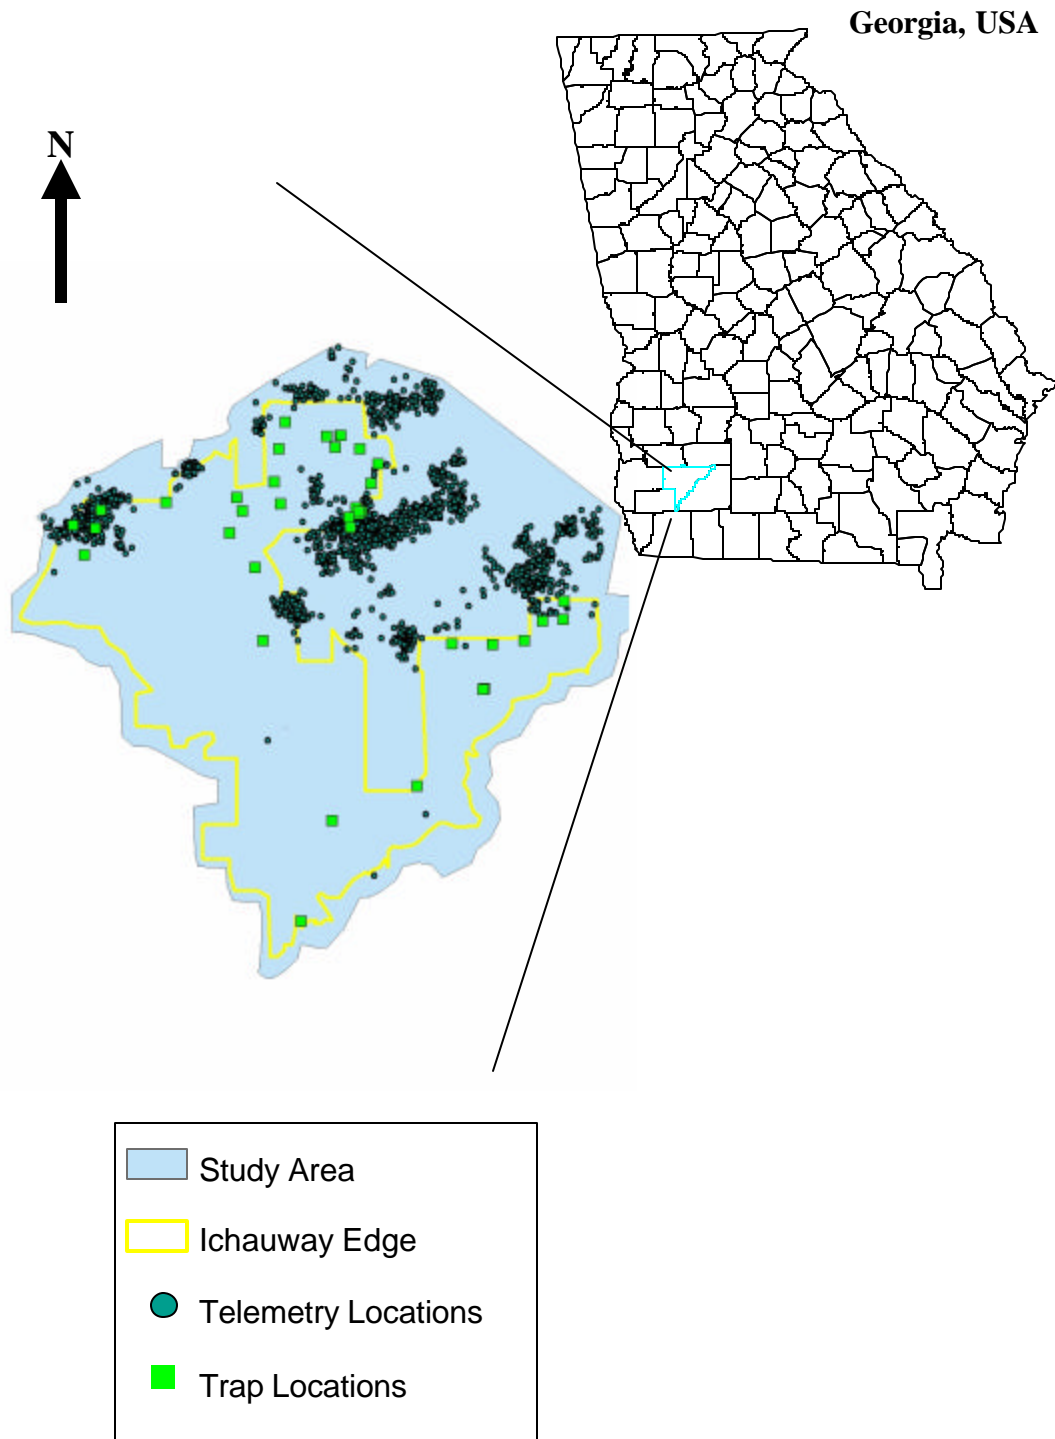 Georgia, USA
N
Study Area
Ichauway Edge
Telemetry Locations
Trap Locations